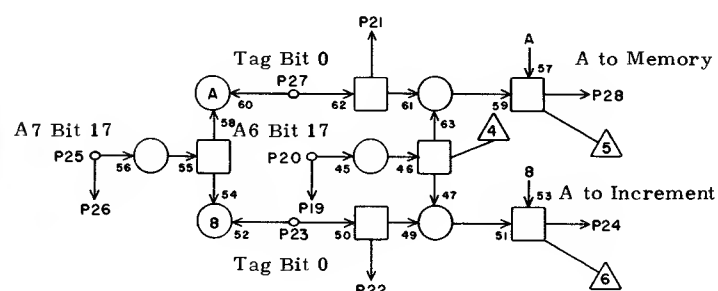 P21
Tag Bit 0
A
P27
57
A to Memory
A
60
62
61
59
P28
58
63
A7 Bit 17
A6 Bit 17
4
5
P25
56
55
P20
45
46
8
54
47
53
A to Increment
P26
P19
B
52
P23
50
49
51
P24
Tag Bit 0
6
P22